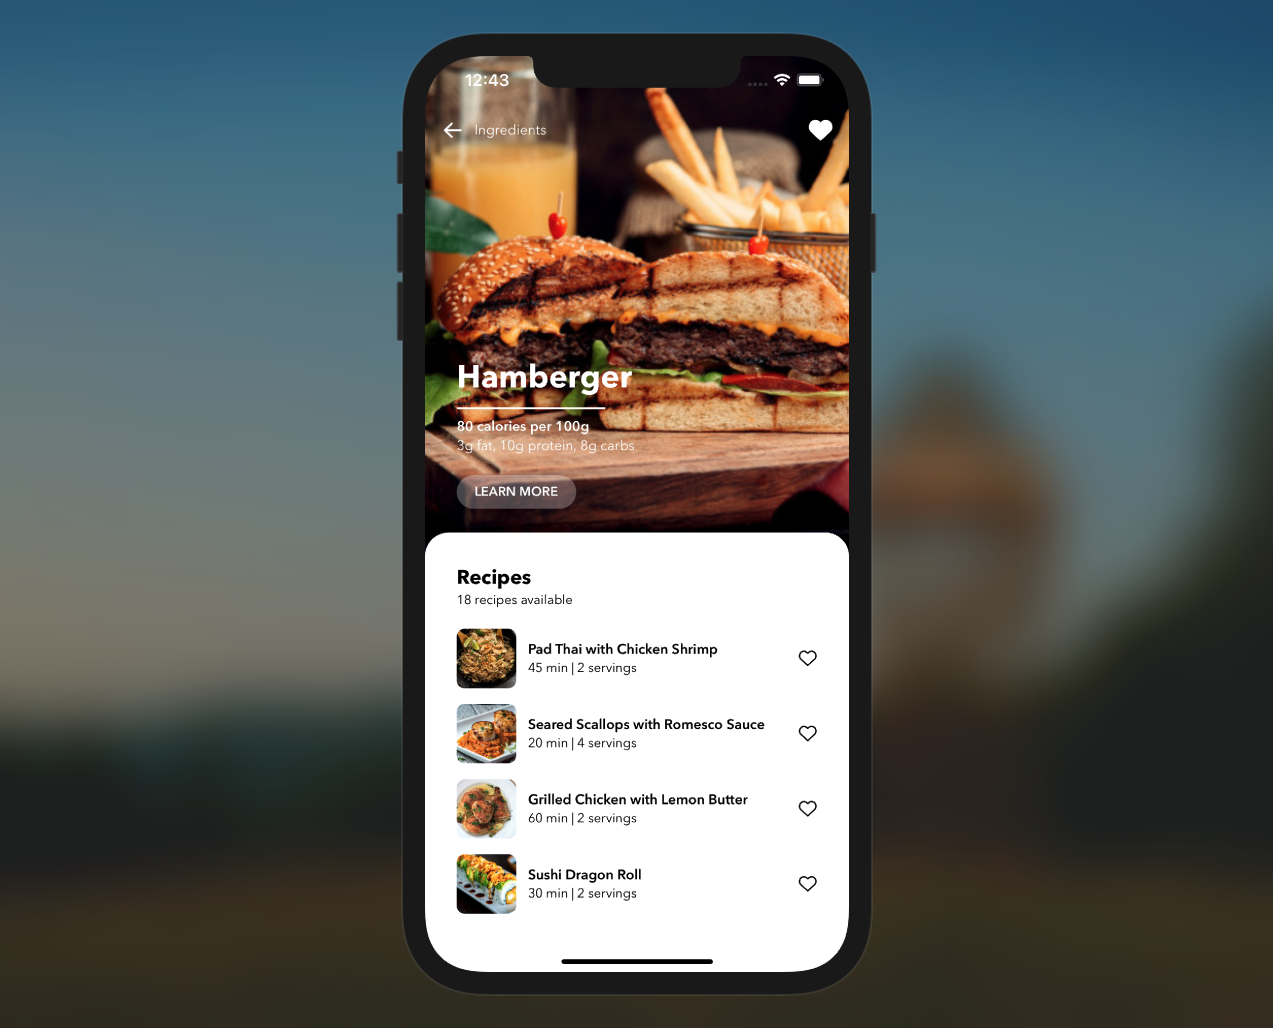 12:43
Ingredients
Hamberger
80 calories per 100g
3g fat, 10g protein, 8g carbs
LEARN MORE
Recipes
18 recipes available
Pad Thai with Chicken Shrimp
45 min | 2 servings
Seared Scallops with Romesco Sauce
20 min | 4 servings
Grilled Chicken with Lemon Butter
60 min | 2 servings
Sushi Dragon Roll
30 min | 2 servings